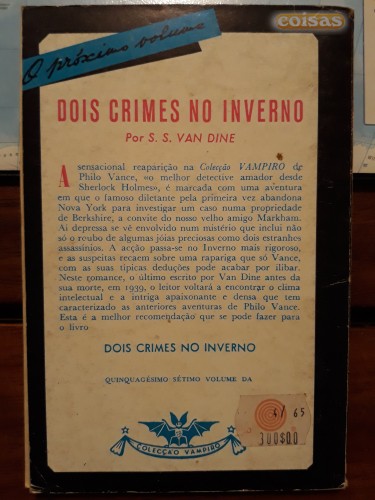 coisas
O próximo volume
DOIS CRIMES NO INVERNO
Por S. S. VAN DINE
A sensacional reaparição na Colecção VAMPIRO de
Philo Vance, «o melhor detective amador desde
Sherlock Holmes», é marcada com uma aventura
em que o famoso diletante pela primeira vez abandona
Nova York para investigar um caso numa propriedade
de Berkshire, a convite do nosso velho amigo Markham.
Aí depressa se vê envolvido num mistério que inclui não
só o roubo de algumas jóias preciosas como dois estranhos
assassínios. A acção passa-se no Inverno mais rigoroso,
e as suspeitas recaem sobre uma rapariga que só Vance,
com as suas típicas deduções pode acabar por ilibar.
Neste romance, o último escrito por Van Dine antes da
sua morte, em 1939, o leitor voltará a encontrar o clima
intelectual e a intriga apaixonante e densa que tem
caracterizado as anteriores aventuras de Philo Vance.
Esta é a melhor recomendação que se pode fazer para
o livro
DOIS CRIMES NO INVERNO
QUINQUAGÉSIMO SÉTIMO VOLUME DA
COLECÇÃO VAMPIRO
4/ 65
300$00